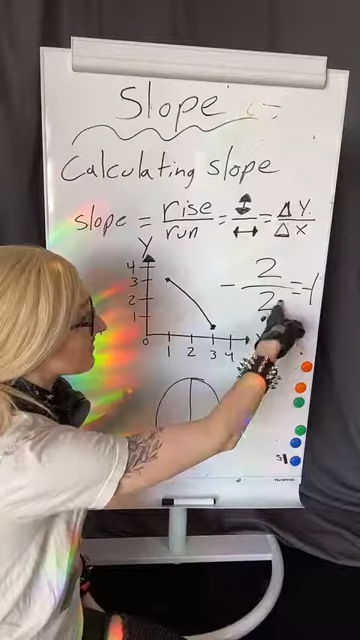 Slope
Calculating slope
slope = rise/run = ↕/↔ = ΔY/ΔX
Y
4
3
2
1
0 1 2 3 4
- 2/2 =